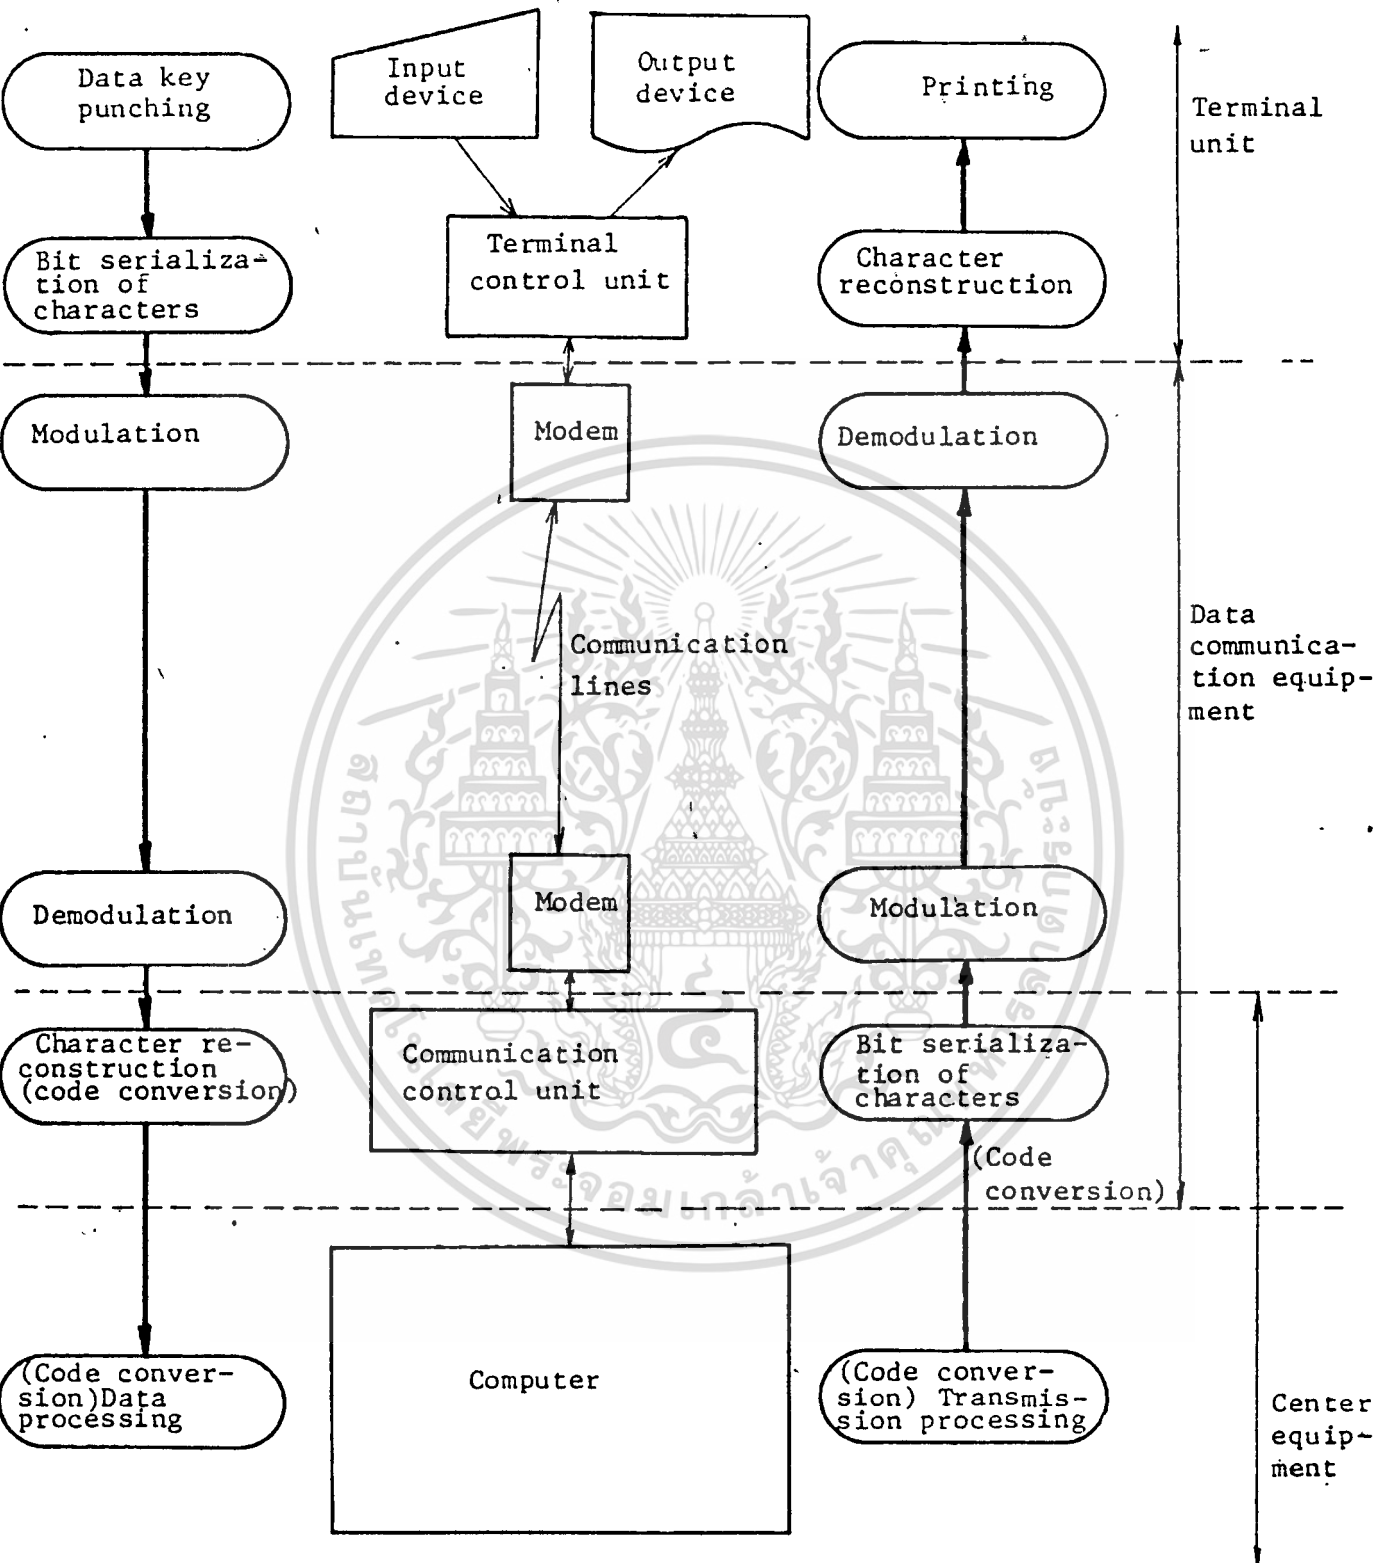 Data key
punching
Input
device
Output
device
Printing
Terminal
unit
Bit serializa-
tion of
characters
Terminal
control unit
Character
reconstruction
Modulation
Modem
Demodulation
Communication
lines
Data
communica-
tion equip-
ment
Demodulation
Modem
Modulation
Character re-
construction
(code conversion)
Communication
control unit
Bit serializa-
tion of
characters
(Code
conversion)
(Code conver-
sion)Data
processing
Computer
(Code conver-
sion) Transmis-
sion processing
Center
equip-
ment